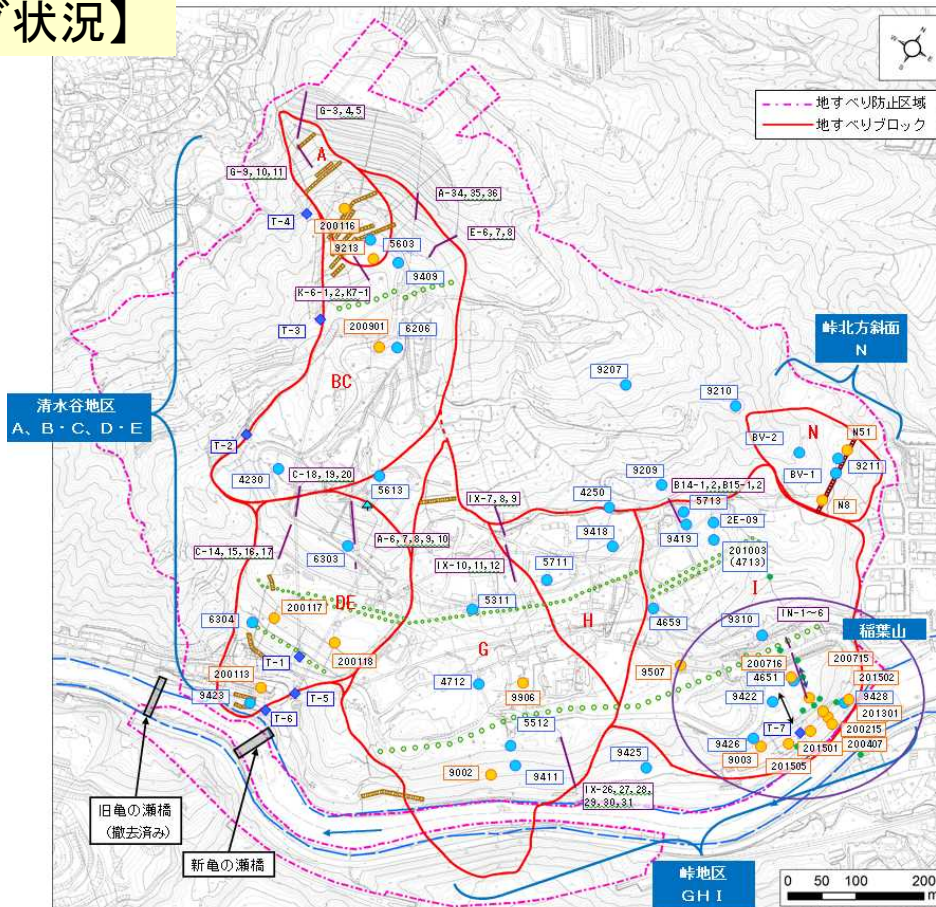 状況】
地すべり防止区域
地すべりブロック
G-3,4,5
A
G-9,10,11
A-34,35,36
T-4
200116
E-6,7,8
9213
5603
9409
K-6-1,2,K7-1
T-3
200901
6206
峠北方斜面
N
BC
9207
清水谷地区
A、B・C、D・E
9210
T-2
N
BV-2
N51
4230
C-18,19,20
9209
BV-1
9211
5613
IX-7,8,9
4250
B14-1,2,B15-1,2
5713
N8
2E-09
C-14,15,16,17
A-6,7,8,9,10
9418
9419
6303
IX-10,11,12
5711
201003
(4713)
DE
5311
I
200117
H
4659
IN-1～6
6304
9310
稲葉山
G
200118
T-1
200716
200715
200113
4712
9507
4651
201502
9423
T-5
9906
9422
9428
T-6
5512
T-7
201301
200215
9426
200407
旧亀の瀬橋
(撤去済み)
9002
9411
9425
9003
201501
201505
IX-26,27,28,
29,30,31
新亀の瀬橋
峠地区
GHI
0 50 100 200
m